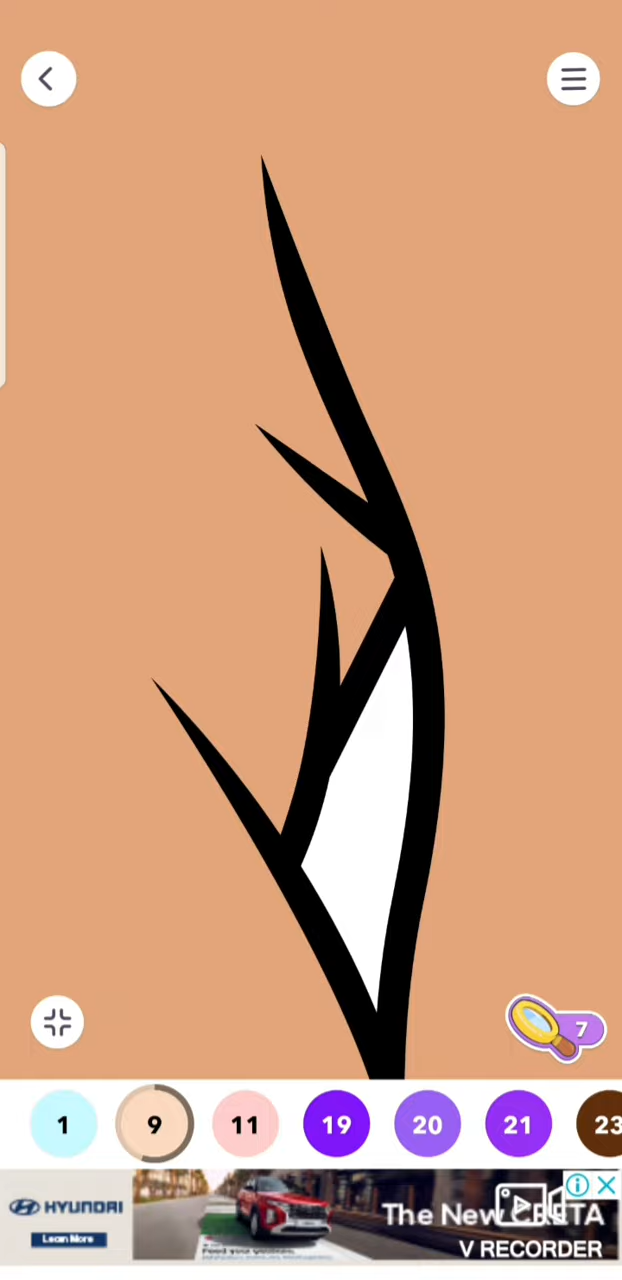 7
1 9 11 19 20 21 23
HYUNDAI
Learn More
The New CRETA
V RECORDER